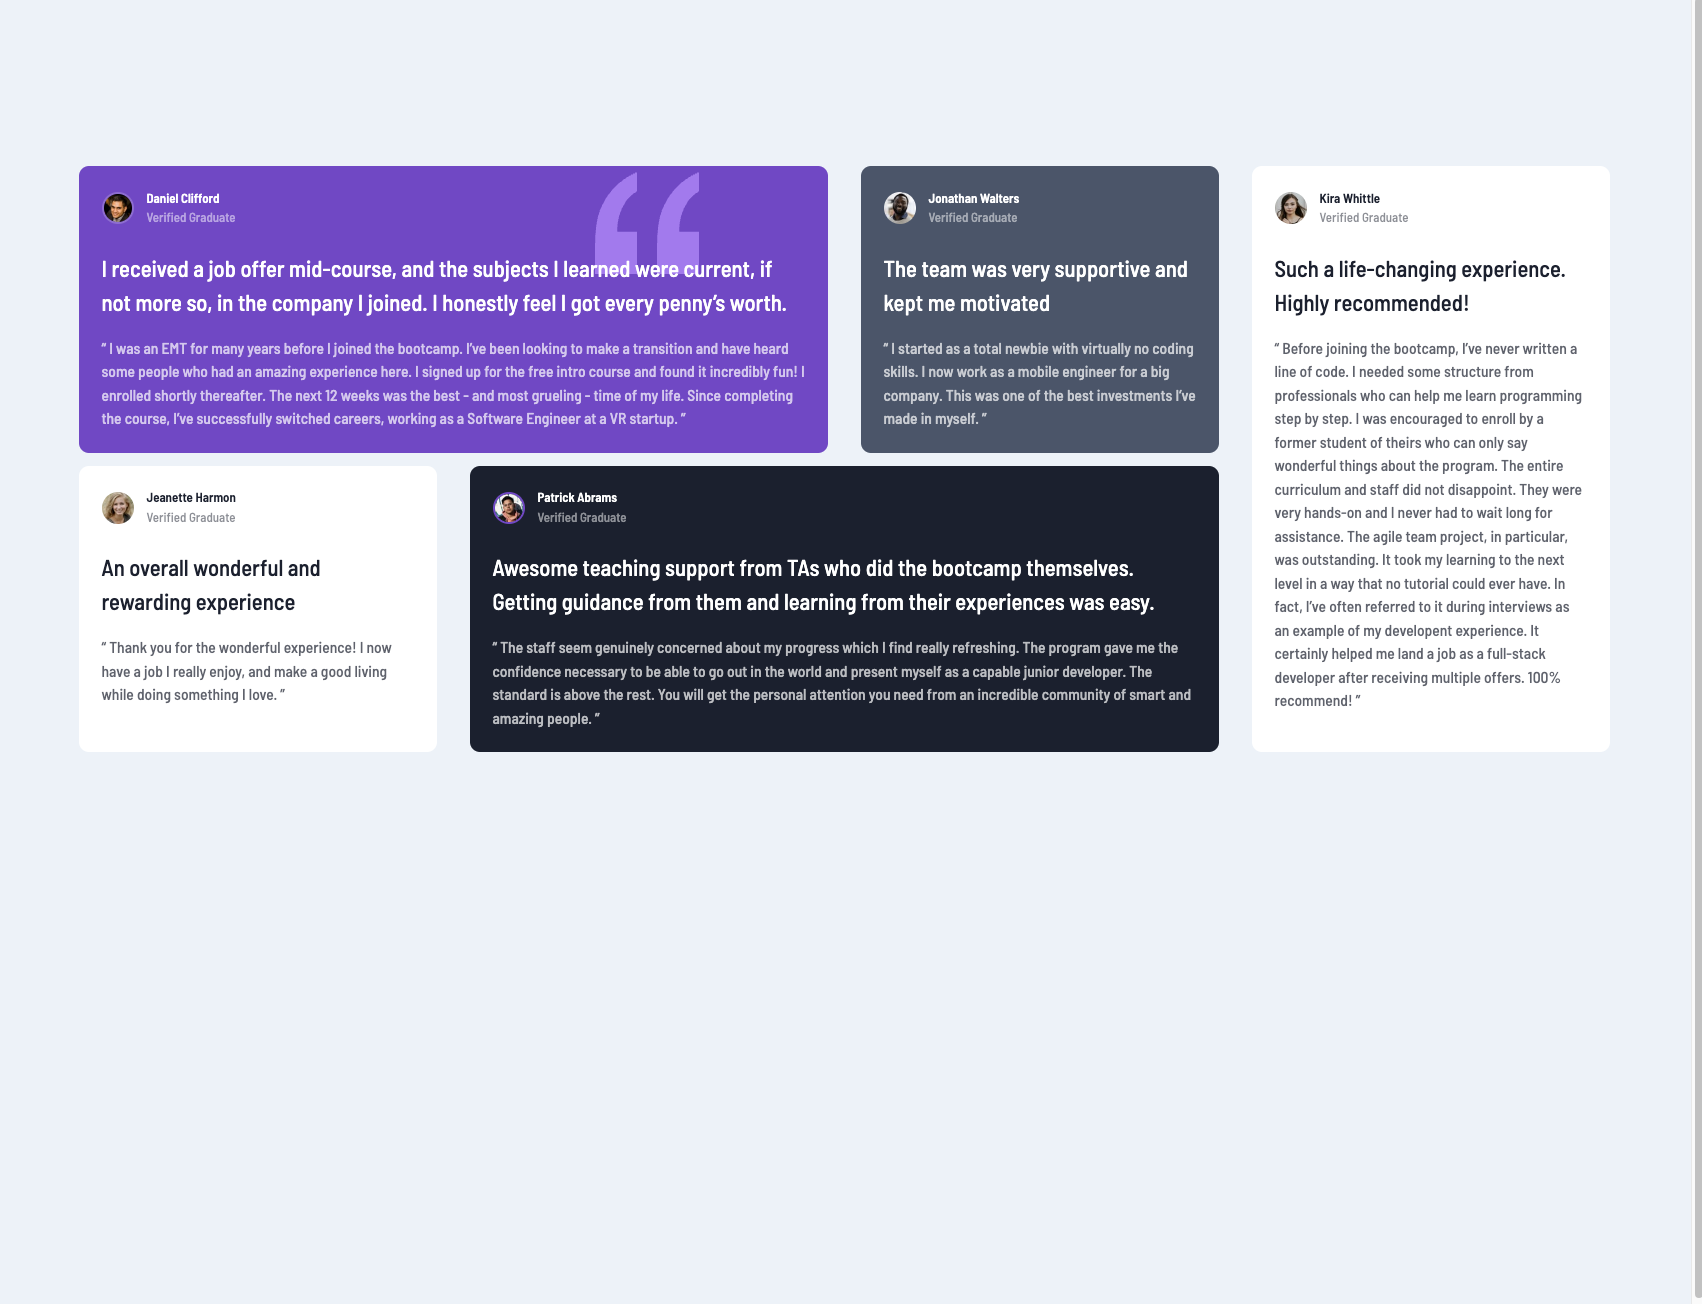 Daniel Clifford
Verified Graduate
I received a job offer mid-course, and the subjects I learned were current, if
not more so, in the company I joined. I honestly feel I got every penny’s worth.
“ I was an EMT for many years before I joined the bootcamp. I’ve been looking to make a transition and have heard
some people who had an amazing experience here. I signed up for the free intro course and found it incredibly fun! I
enrolled shortly thereafter. The next 12 weeks was the best - and most grueling - time of my life. Since completing
the course, I’ve successfully switched careers, working as a Software Engineer at a VR startup. ”
Jonathan Walters
Verified Graduate
The team was very supportive and
kept me motivated
“ I started as a total newbie with virtually no coding
skills. I now work as a mobile engineer for a big
company. This was one of the best investments I’ve
made in myself. ”
Kira Whittle
Verified Graduate
Such a life-changing experience.
Highly recommended!
“ Before joining the bootcamp, I’ve never written a
line of code. I needed some structure from
professionals who can help me learn programming
step by step. I was encouraged to enroll by a
former student of theirs who can only say
wonderful things about the program. The entire
curriculum and staff did not disappoint. They were
very hands-on and I never had to wait long for
assistance. The agile team project, in particular,
was outstanding. It took my learning to the next
level in a way that no tutorial could ever have. In
fact, I’ve often referred to it during interviews as
an example of my developent experience. It
certainly helped me land a job as a full-stack
developer after receiving multiple offers. 100%
recommend! ”
Jeanette Harmon
Verified Graduate
An overall wonderful and
rewarding experience
“ Thank you for the wonderful experience! I now
have a job I really enjoy, and make a good living
while doing something I love. ”
Patrick Abrams
Verified Graduate
Awesome teaching support from TAs who did the bootcamp themselves.
Getting guidance from them and learning from their experiences was easy.
“ The staff seem genuinely concerned about my progress which I find really refreshing. The program gave me the
confidence necessary to be able to go out in the world and present myself as a capable junior developer. The
standard is above the rest. You will get the personal attention you need from an incredible community of smart and
amazing people. ”